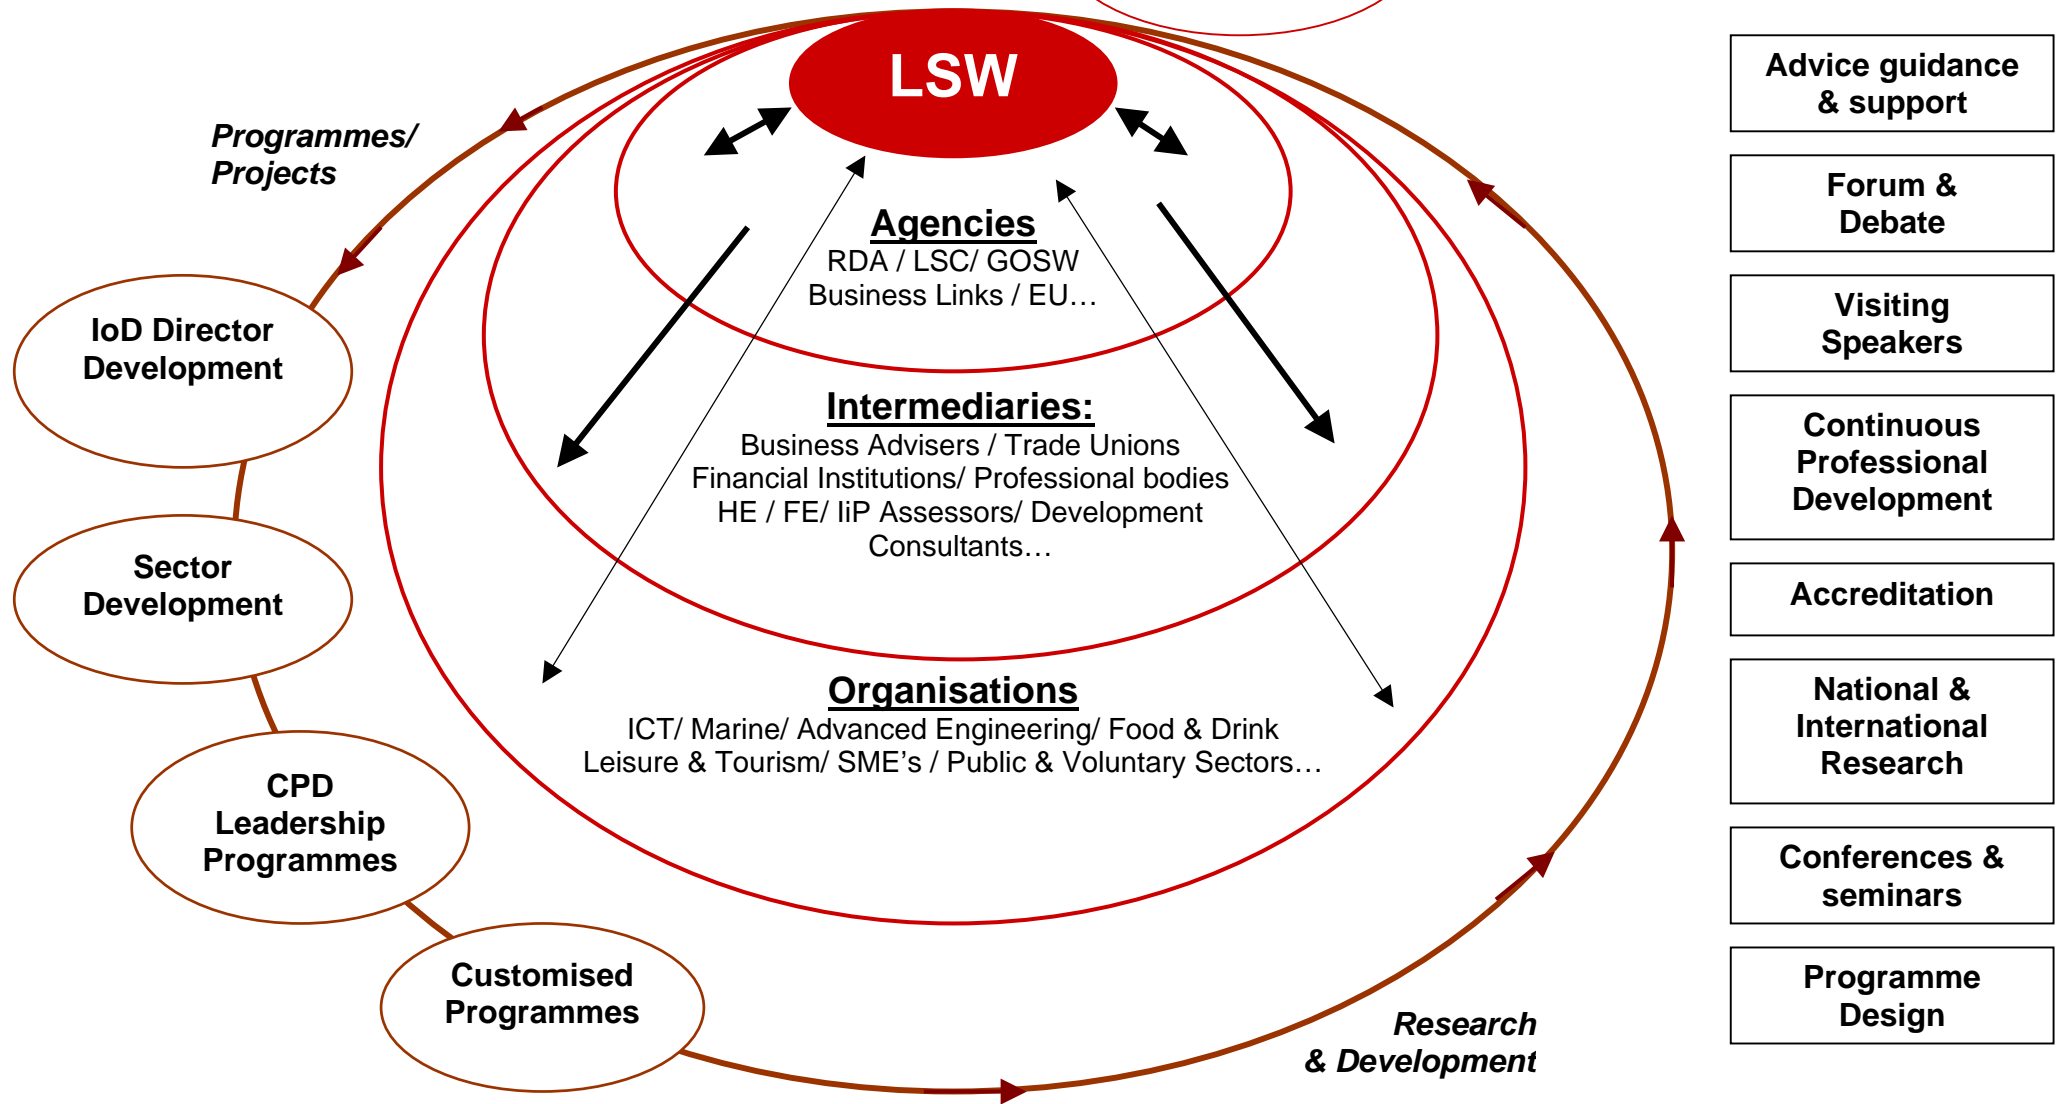 LSW
Programmes/
Projects
Agencies
RDA / LSC/ GOSW
Business Links / EU…
Intermediaries:
Business Advisers / Trade Unions
Financial Institutions/ Professional bodies
HE / FE/ IiP Assessors/ Development
Consultants…
Organisations
ICT/ Marine/ Advanced Engineering/ Food & Drink
Leisure & Tourism/ SME's / Public & Voluntary Sectors…
IoD Director
Development
Sector
Development
CPD
Leadership
Programmes
Customised
Programmes
Research
& Development
Advice guidance
& support
Forum &
Debate
Visiting
Speakers
Continuous
Professional
Development
Accreditation
National &
International
Research
Conferences &
seminars
Programme
Design